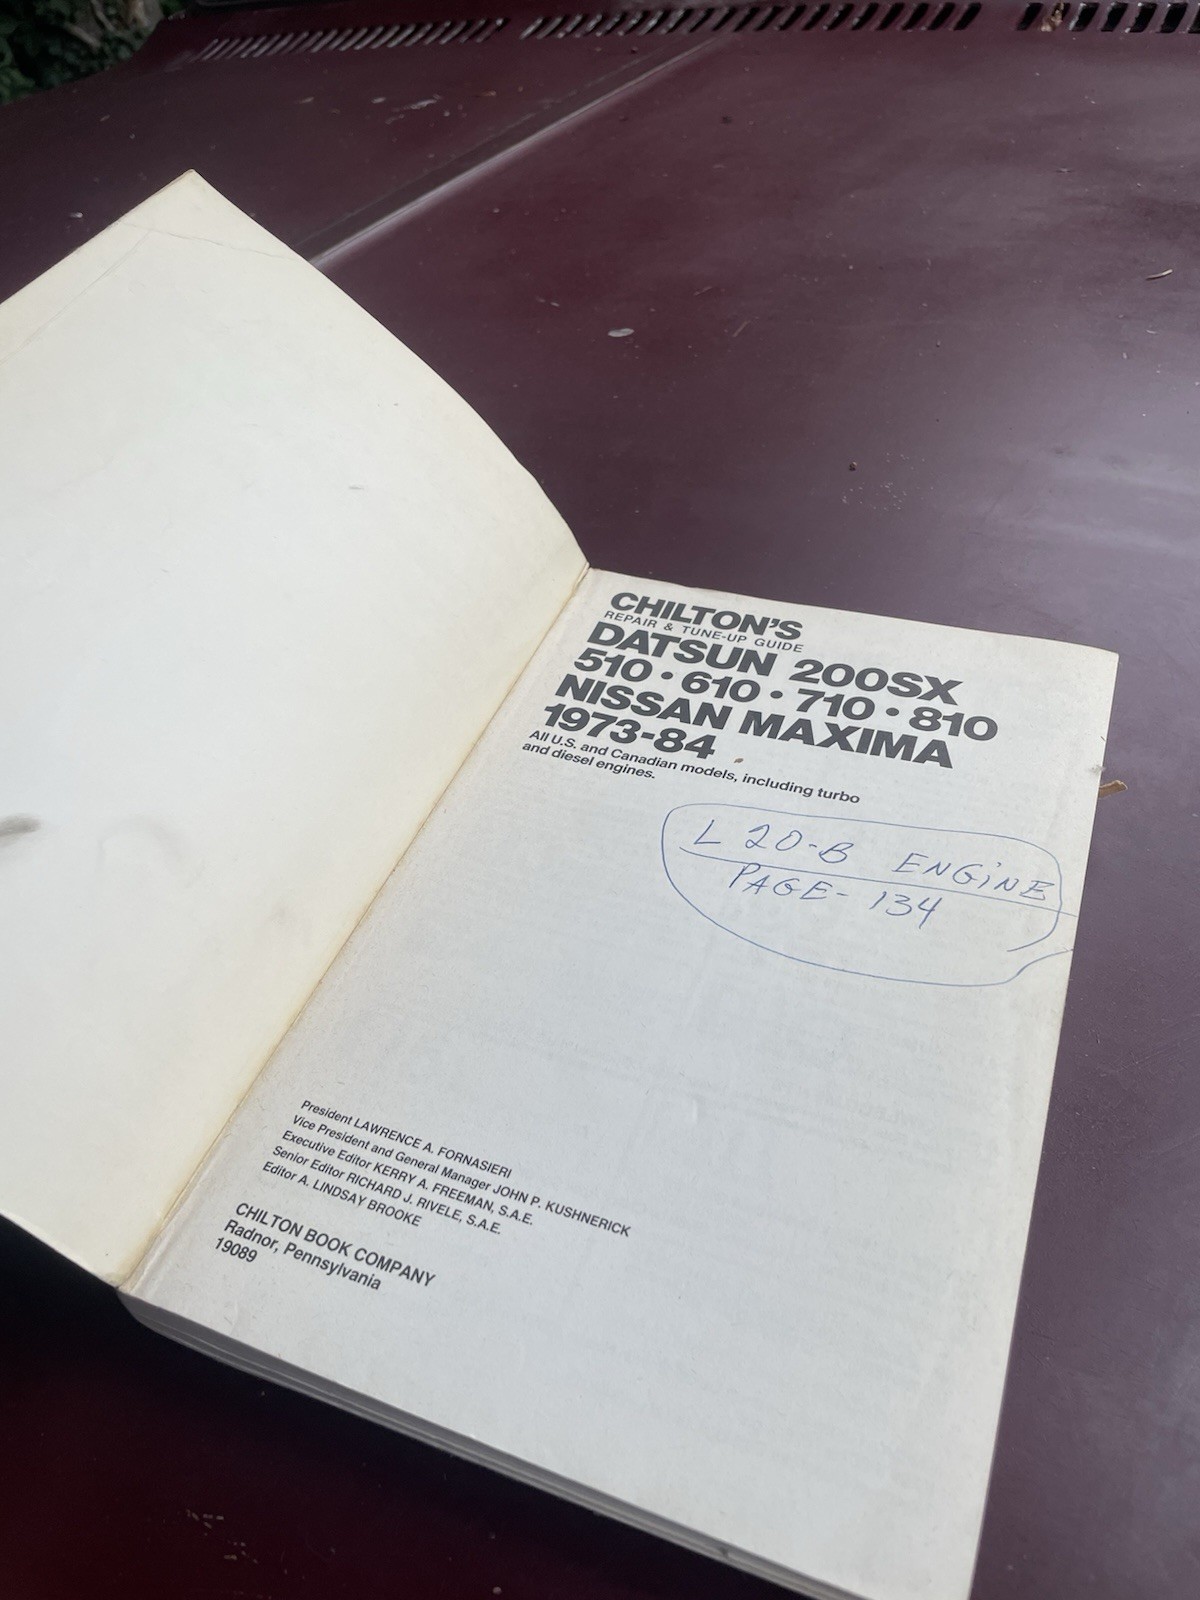 CHILTON'S
REPAIR & TUNE-UP GUIDE
DATSUN 200SX
510 • 610 • 710 • 810
NISSAN MAXIMA
1973-84
All U.S. and Canadian models, including turbo
and diesel engines.
L 20-B ENGINE
PAGE- 134
President LAWRENCE A. FORNASIERI
Vice President and General Manager JOHN P. KUSHNERICK
Executive Editor KERRY A. FREEMAN, S.A.E.
Senior Editor RICHARD J. RIVELE, S.A.E.
Editor A. LINDSAY BROOKE
CHILTON BOOK COMPANY
Radnor, Pennsylvania
19089